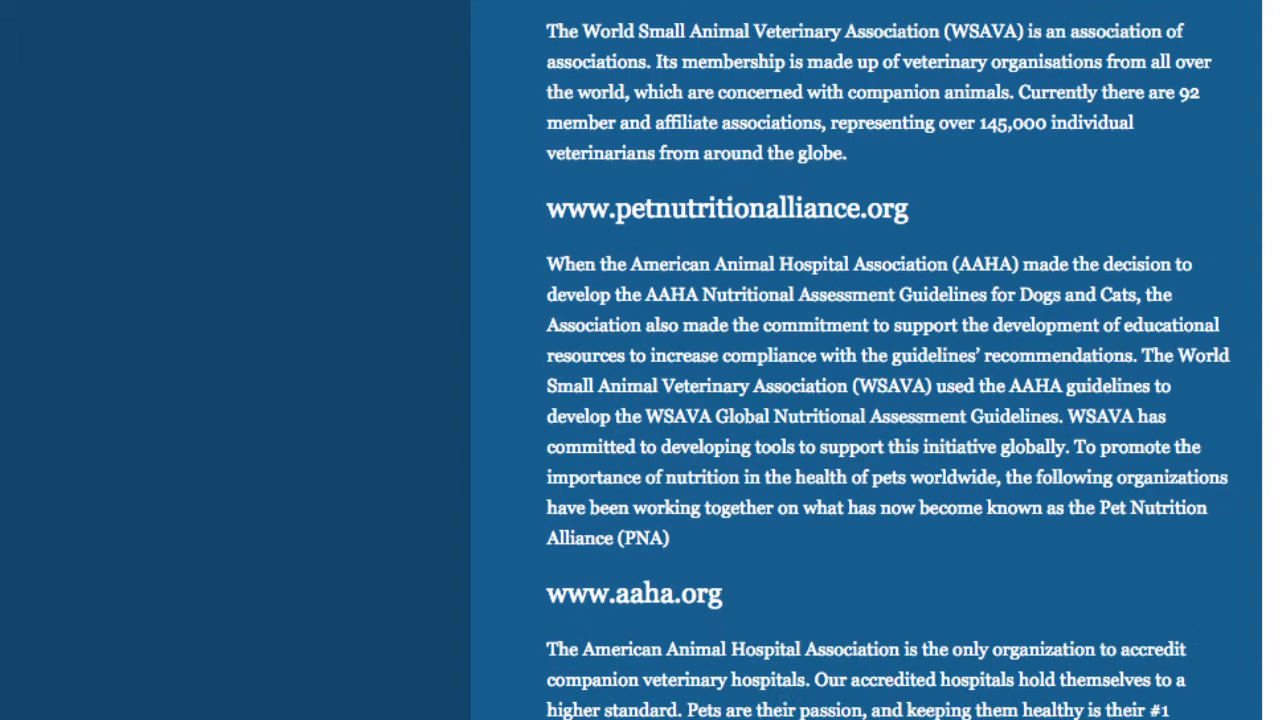 The World Small Animal Veterinary Association (WSAVA) is an association of
associations. Its membership is made up of veterinary organisations from all over
the world, which are concerned with companion animals. Currently there are 92
member and affiliate associations, representing over 145,000 individual
veterinarians from around the globe.
www.petnutritionalliance.org
When the American Animal Hospital Association (AAHA) made the decision to
develop the AAHA Nutritional Assessment Guidelines for Dogs and Cats, the
Association also made the commitment to support the development of educational
resources to increase compliance with the guidelines’ recommendations. The World
Small Animal Veterinary Association (WSAVA) used the AAHA guidelines to
develop the WSAVA Global Nutritional Assessment Guidelines. WSAVA has
committed to developing tools to support this initiative globally. To promote the
importance of nutrition in the health of pets worldwide, the following organizations
have been working together on what has now become known as the Pet Nutrition
Alliance (PNA)
www.aaha.org
The American Animal Hospital Association is the only organization to accredit
companion veterinary hospitals. Our accredited hospitals hold themselves to a
higher standard. Pets are their passion, and keeping them healthy is their #1